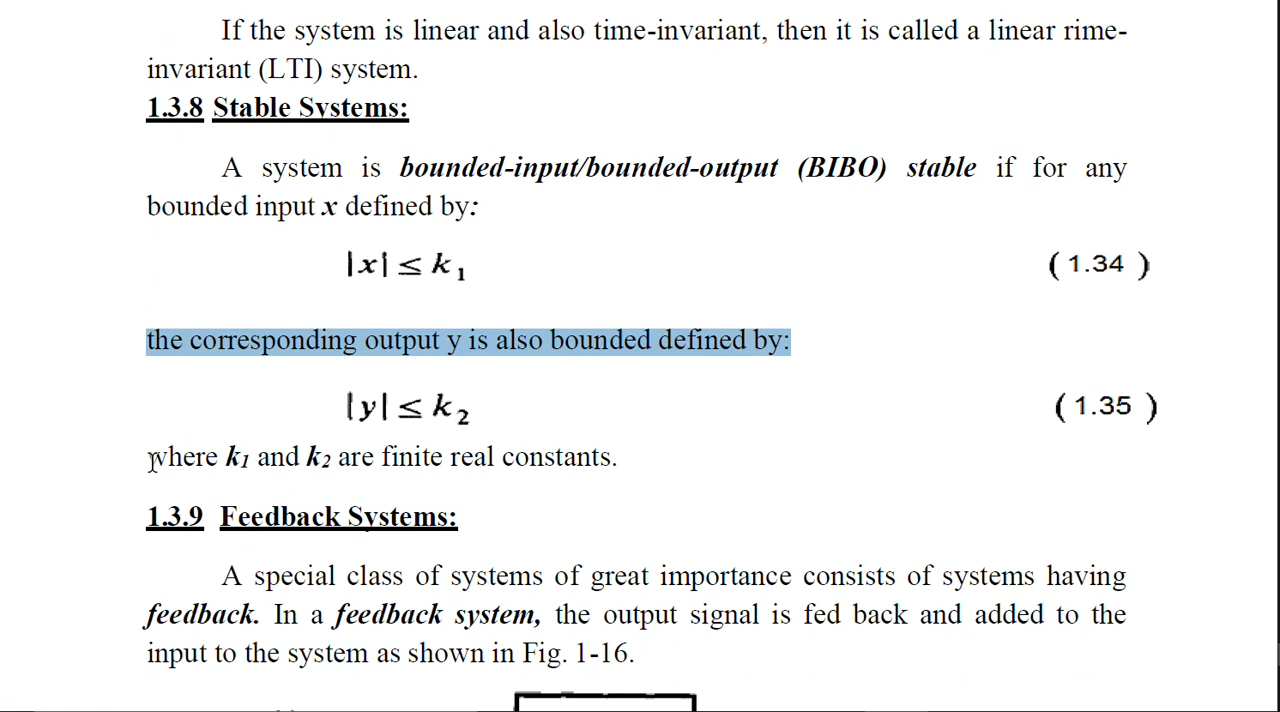 If the system is linear and also time-invariant, then it is called a linear rime-
invariant (LTI) system.
1.3.8 Stable Systems:
A system is bounded-input/bounded-output (BIBO) stable if for any
bounded input x defined by:
|x| ≤ k₁ ( 1.34 )
the corresponding output y is also bounded defined by:
|y| ≤ k₂ ( 1.35 )
where k₁ and k₂ are finite real constants.
1.3.9 Feedback Systems:
A special class of systems of great importance consists of systems having
feedback. In a feedback system, the output signal is fed back and added to the
input to the system as shown in Fig. 1-16.